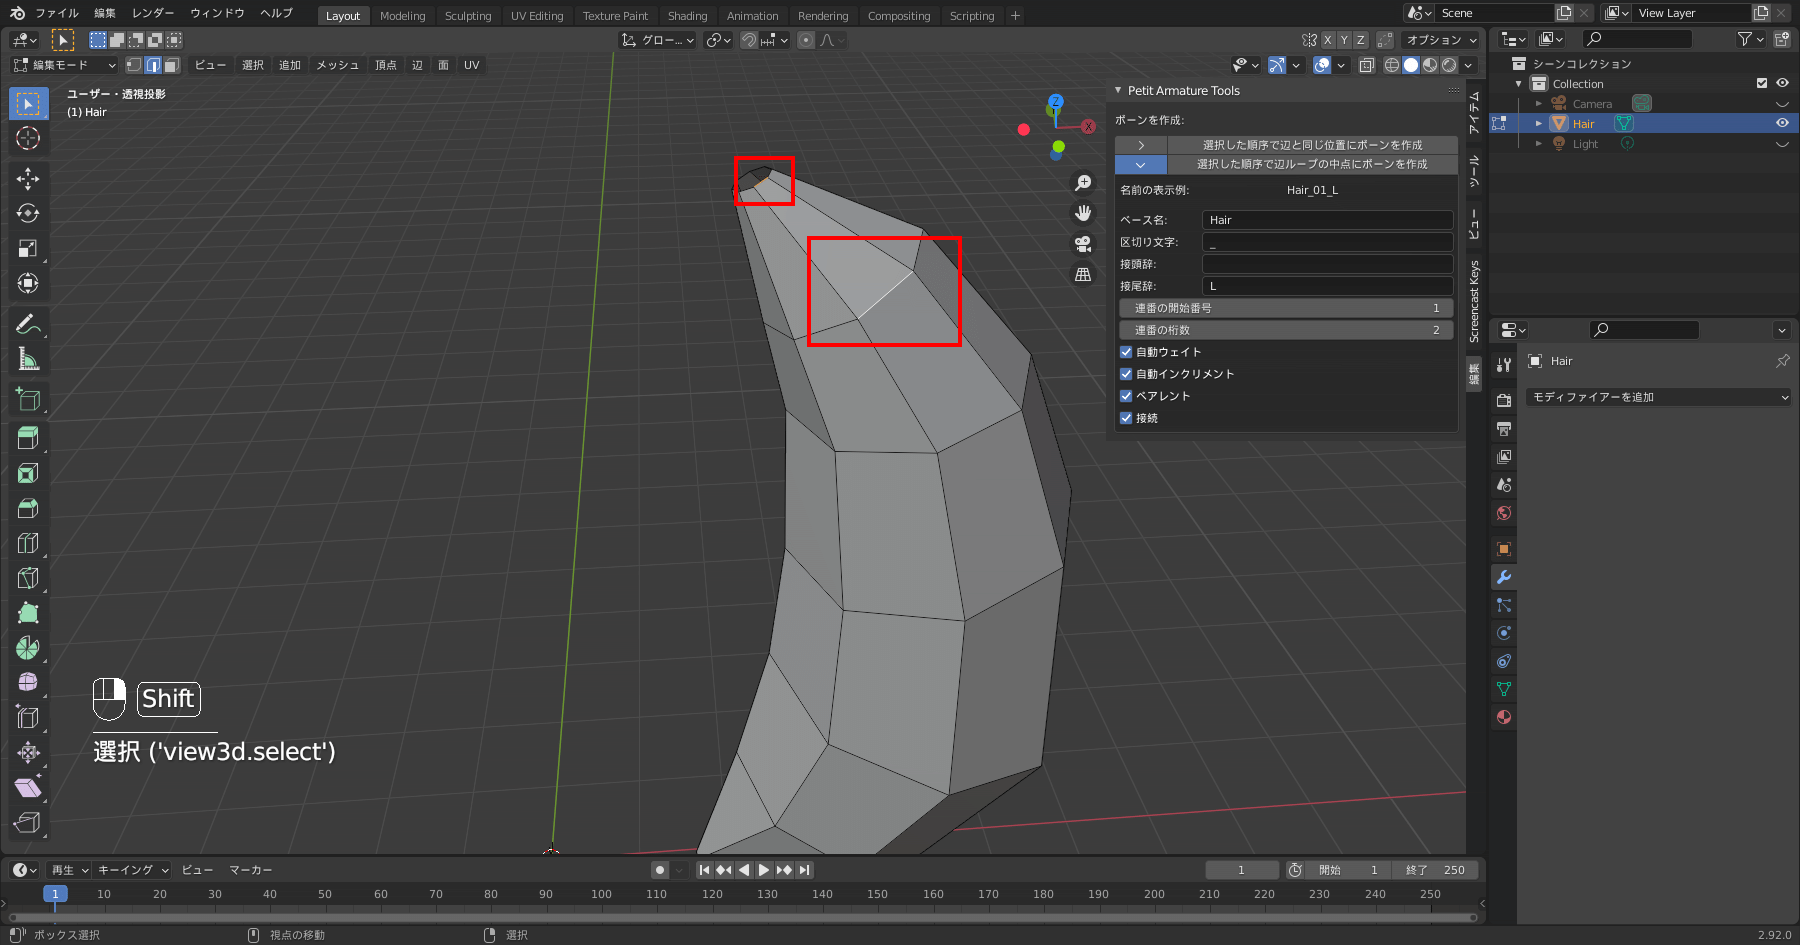 ファイル 編集 レンダー ウィンドウ ヘルプ Layout Modeling Sculpting UV Editing Texture Paint Shading Animation Rendering Compositing Scripting + Scene View Layer
グロー... X Y Z オプション
編集モード ビュー 選択 追加 メッシュ 頂点 辺 面 UV
ユーザー・透視投影
(1) Hair
Z
X
Petit Armature Tools
ボーンを作成:
選択した順序で辺と同じ位置にボーンを作成
選択した順序で辺ループの中点にボーンを作成
名前の表示例: Hair_01_L
ベース名: Hair
区切り文字: _
接頭辞:
接尾辞: L
連番の開始番号 1
連番の桁数 2
自動ウェイト
自動インクリメント
ペアレント
接続
アイテム
ツール
ビュー
Screencast Keys
編集
シーンコレクション
Collection
Camera
Hair
Light
Hair
モディファイアーを追加
Shift
選択 ('view3d.select')
再生 キーイング ビュー マーカー 1 開始 1 終了 250
1 10 20 30 40 50 60 70 80 90 100 110 120 130 140 150 160 170 180 190 200 210 220 230 240 250
ボックス選択 視点の移動 選択 2.92.0